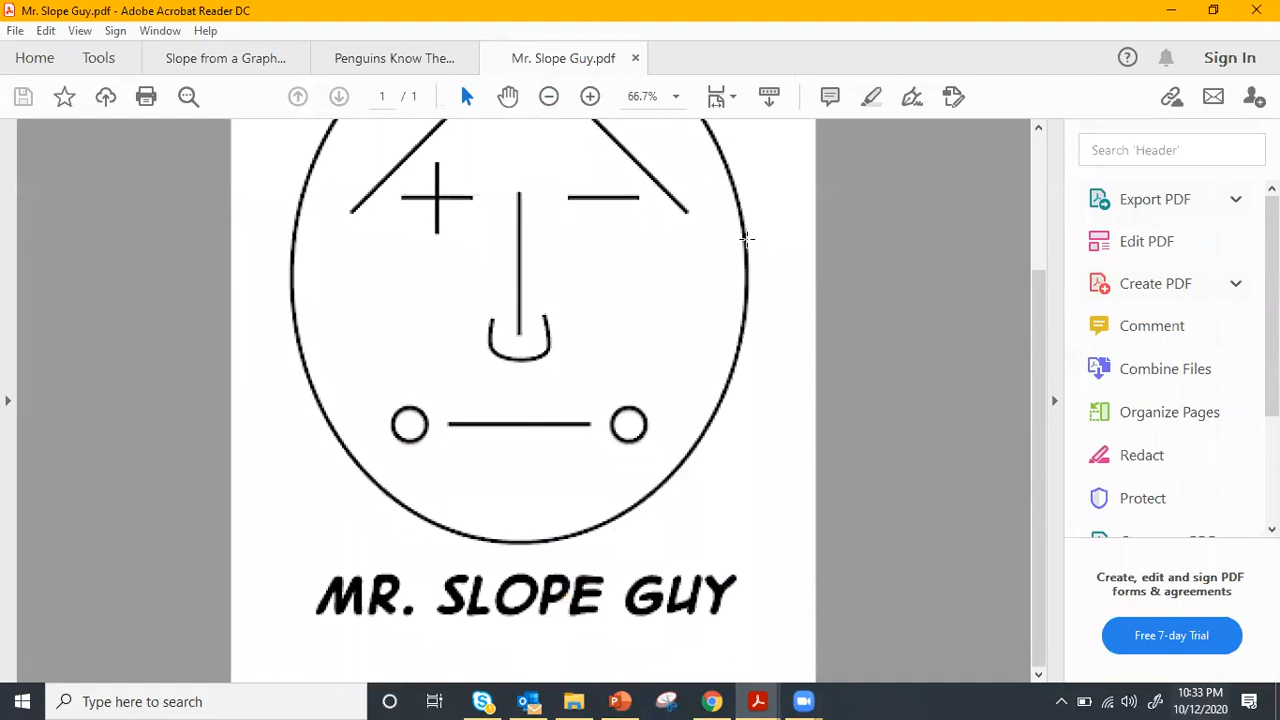 Mr. Slope Guy.pdf - Adobe Acrobat Reader DC
File Edit View Sign Window Help
Home Tools Slope from a Graph... Penguins Know The... Mr. Slope Guy.pdf × Sign In
1 / 1 66.7%
Search 'Header'
Export PDF
Edit PDF
Create PDF
Comment
Combine Files
Organize Pages
Redact
Protect
MR. SLOPE GUY
Create, edit and sign PDF
forms & agreements
Free 7-day Trial
Type here to search
10:33 PM
10/12/2020